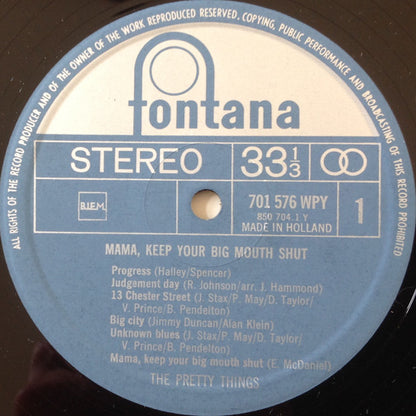 ALL RIGHTS OF THE RECORD PRODUCER AND OF THE OWNER OF THE WORK REPRODUCED RESERVED. COPYING, PUBLIC PERFORMANCE AND BROADCASTING OF THIS RECORD PROHIBITED
fontana
STEREO 33 1/3
B.I.E.M. 701 576 WPY 1
850 704.1 Y
MADE IN HOLLAND
MAMA, KEEP YOUR BIG MOUTH SHUT
Progress (Halley/Spencer)
Judgement day (R. Johnson/arr. J. Hammond)
13 Chester Street (J. Stax/P. May/D. Taylor/
V. Prince/B. Pendelton)
Big city (Jimmy Duncan/Alan Klein)
Unknown blues (J. Stax/P. May/D. Taylor/
V. Prince/B. Pendelton)
Mama, keep your big mouth shut (E. McDaniel)
THE PRETTY THINGS